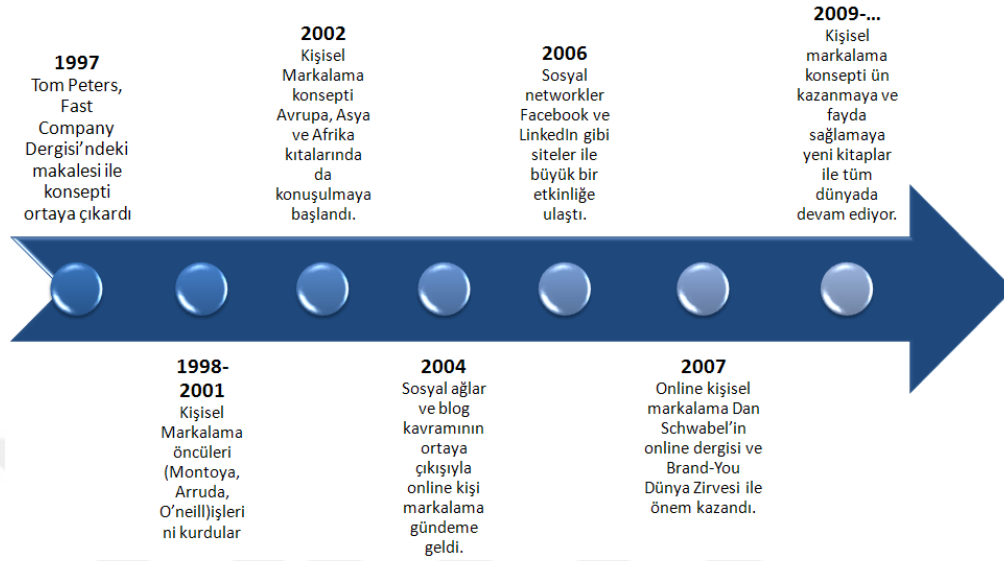 1997
Tom Peters,
Fast
Company
Dergisi’ndeki
makalesi ile
konsepti
ortaya çıkardı
1998-
2001
Kişisel
Markalama
öncüleri
(Montoya,
Arruda,
O’neill)işleri
ni kurdular
2002
Kişisel
Markalama
konsepti
Avrupa, Asya
ve Afrika
kıtalarında
da
konuşulmaya
başlandı.
2004
Sosyal ağlar
ve blog
kavramının
ortaya
çıkışıyla
online kişi
markalama
gündeme
geldi.
2006
Sosyal
networkler
Facebook ve
LinkedIn gibi
siteler ile
büyük bir
etkinliğe
ulaştı.
2007
Online kişisel
markalama Dan
Schwabel’in
online dergisi ve
Brand-You
Dünya Zirvesi ile
önem kazandı.
2009-...
Kişisel
markalama
konsepti ün
kazanmaya ve
fayda
sağlamaya
yeni kitaplar
ile tüm
dünyada
devam ediyor.